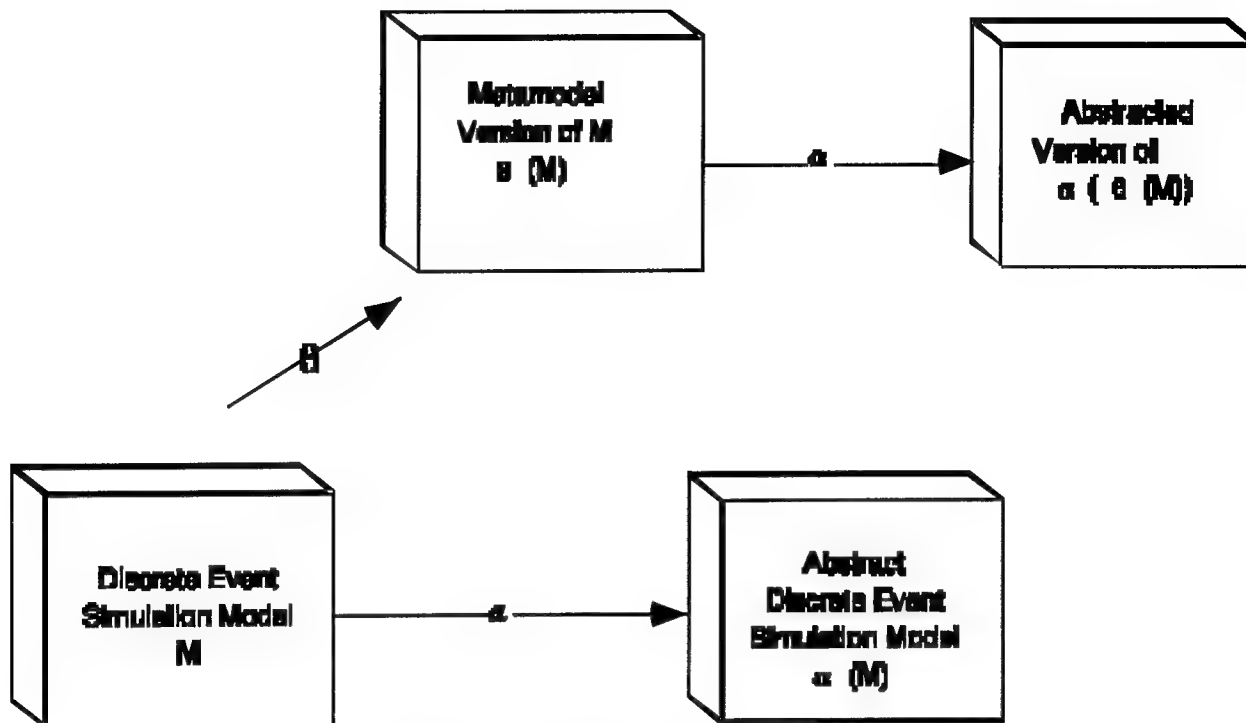 Metamodel
Version of M
θ (M)
α
Abstracted
Version of
α ( θ (M))
θ
Discrete Event
Simulation Model
M
α
Abstract
Discrete Event
Simulation Model
α (M)